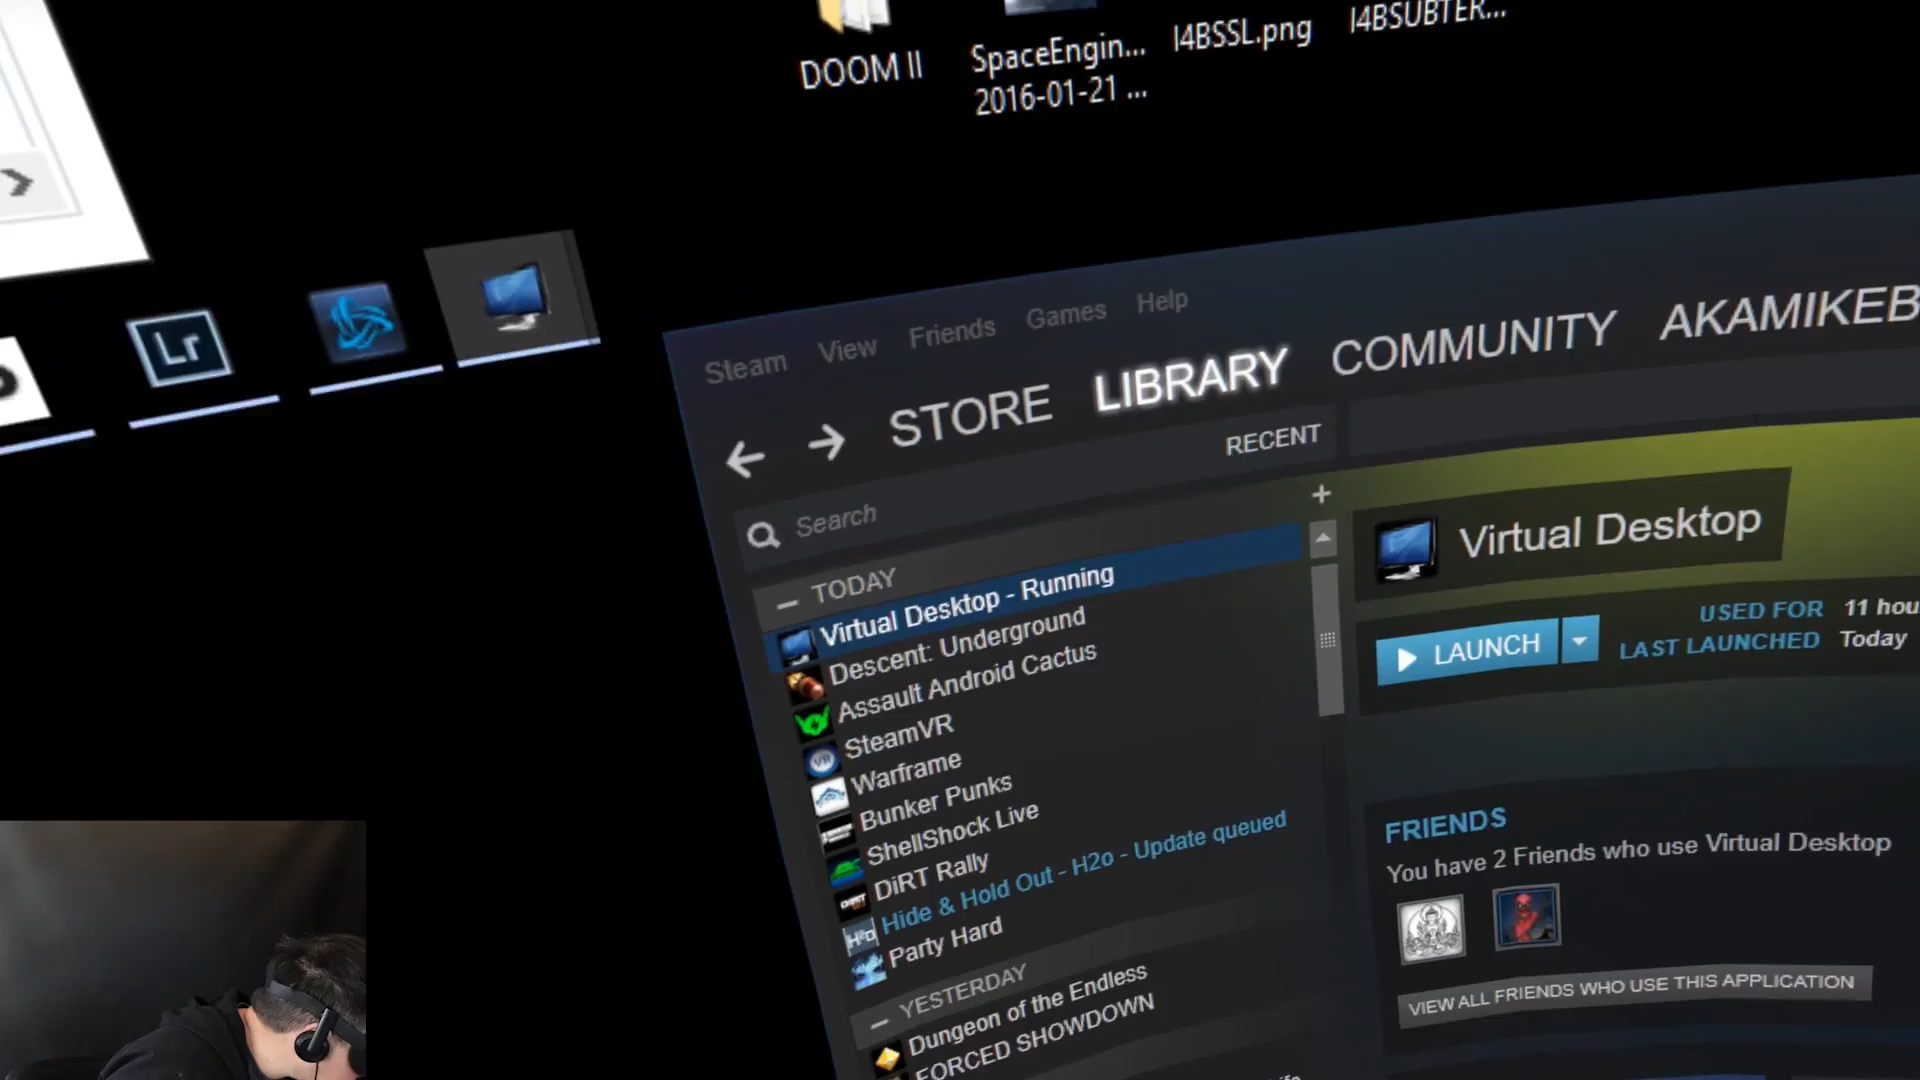 DOOM II
SpaceEngin...
2016-01-21 ...
I4BSSL.png
I4BSUBTER...
Lr
Steam View Friends Games Help
STORE LIBRARY COMMUNITY AKAMIKEB
RECENT
Search
+
— TODAY
Virtual Desktop - Running
Descent: Underground
Assault Android Cactus
SteamVR
Warframe
Bunker Punks
ShellShock Live
DiRT Rally
Hide & Hold Out - H2o - Update queued
Party Hard
— YESTERDAY
Dungeon of the Endless
FORCED SHOWDOWN
Virtual Desktop
LAUNCH
USED FOR 11 hou
LAST LAUNCHED Today
FRIENDS
You have 2 Friends who use Virtual Desktop
VIEW ALL FRIENDS WHO USE THIS APPLICATION